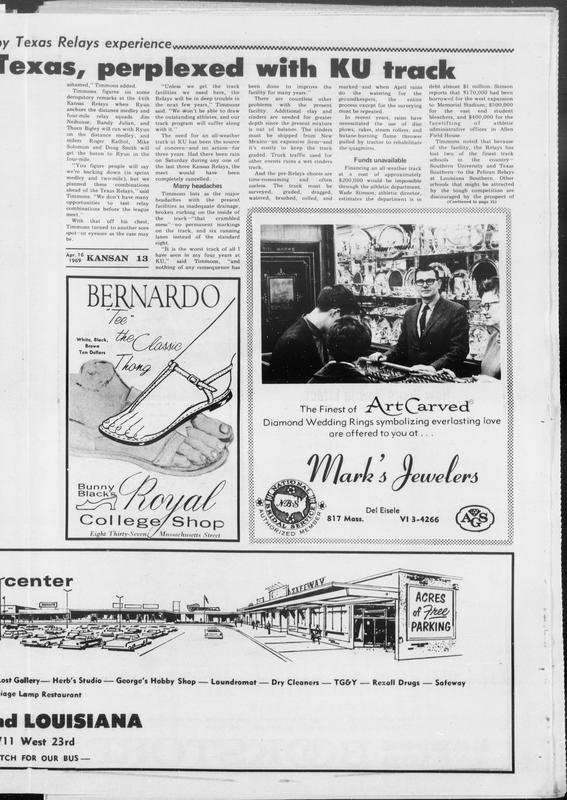 y Texas Relays experience
Texas, perplexed with KU track
ashamed," Timmons added.
Timmons figures on some
derogatory remarks at the 44th
Kansas Relays when Ryun
anchors the distance medley and
four-mile relay squads. Jim
Neihouse, Randy Julian, and
Thorn Bigley will run with Ryun
on the distance medley, and
milers Roger Kathol, Mike
Solomon and Doug Smith will
get the baton to Ryun in the
four-mile.
"You figure people will say
we're backing down (in sprint
medley and two-mile), but we
planned these combinations
ahead of the Texas Relays," said
Timmons. "We don't have many
opportunities to test relay
combinations before the league
meet."
With that off his chest,
Timmons turned to another sore
spot—or eyesore as the case may
be.
Apr. 16
1969 KANSAN 13
"Unless we get the track
facilities we need here, the
Relays will be in deep trouble in
the next few years," Timmons
said. "We won't be able to draw
the outstanding athletes, and our
track program will suffer along
with it."
The need for an all-weather
track at KU has been the source
of concern—and no action—for
three years. Had there been rain
on Saturday during any one of
the last three Kansas Relays, the
meet would have been
completely cancelled.
Many headaches
Timmons lists as the major
headaches with the present
facilities as inadequate drainage,
broken curbing on the inside of
the track—"that crumbled
mess"—no permanent markings
on the track, and six running
lanes instead of the standard
eight.
"It is the worst track of all I
have seen in my four years at
KU," said Timmons, "and
nothing of any consequence has
been done to improve the
facility for many years."
There are countless other
problems with the present
facility. Additional clay and
cinders are needed for greater
depth since the present mixture
is out of balance. The cinders
must be shipped from New
Mexico—an expensive item—and
it's costly to keep the track
graded. Truck traffic used for
other events ruins a wet cinders
track.
And the pre-Relays chores are
time-consuming and often
useless. The track must be
surveyed, graded, dragged,
watered, brushed, rolled, and
marked—and when April rains
do the watering for the
groundkeepers, the entire
process except for the surveying
must be repeated.
In recent years, rains have
necessitated the use of disc
plows, rakes, steam rollers, and
butane-burning flame thrower
pulled by tractor to rehabilitate
the quagmire.
Funds unavailable
Financing an all weather track
at a cost of approximately
$200,000 would be impossible
through the athletic department.
Wade Stinson, athletic director,
estimates the department is in
debt almost $1 million. Stinson
reports that $170,000 had been
borrowed for the west expansion
to Memorial Stadium; $500,000
for the east end student
bleachers, and $400,000 for the
facelifting of athletic
administrative offices in Allen
Field House.
Timmons noted that because
of the facility, the Relays has
lost two of the finest track
schools in the country—
Southern University and Texas
Southern—to the Pelican Relays
at Louisiana Southern. Other
schools that might be attracted
by the tough competition are
discouraged by the prospect of
(Continued to page 15)
BERNARDO
"Tee"
the Classic
Thong
White, Black,
Brown
Ten Dollars
Bunny
Black's Royal
College Shop
Eight Thirty-Seven Massachusetts Street
The Finest of ArtCarved®
Diamond Wedding Rings symbolizing everlasting love
are offered to you at . . .
Mark's Jewelers
Del Eisele
817 Mass. VI 3-4266
NATIONAL
BRIDAL SERVICE
NBS
AUTHORIZED MEMBER
AGS
rcenter
SAFEWAY
ACRES
of Free
PARKING
ost Gallery— Herb's Studio — George's Hobby Shop — Laundromat — Dry Cleaners — TG&Y — Rexall Drugs — Safeway
iage Lamp Restaurant
nd LOUISIANA
711 West 23rd
TCH FOR OUR BUS —